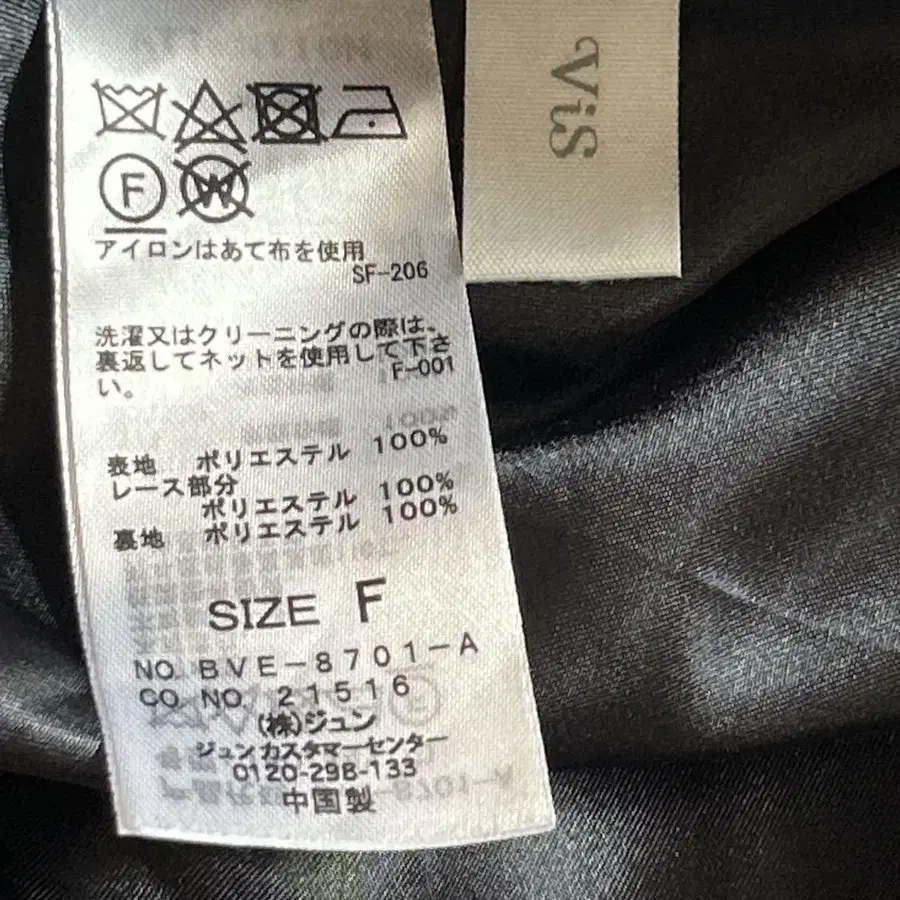 ViS
F W
アイロンはあて布を使用
SF-206
洗濯又はクリーニングの際は、
裏返してネットを使用して下さ
い。
F-001
表地 ポリエステル 100%
レース部分
ポリエステル 100%
裏地 ポリエステル 100%
SIZE F
NO. BVE-8701-A
CO. NO. 21516
(株)ジュン
ジュンカスタマーセンター
0120-298-133
中国製